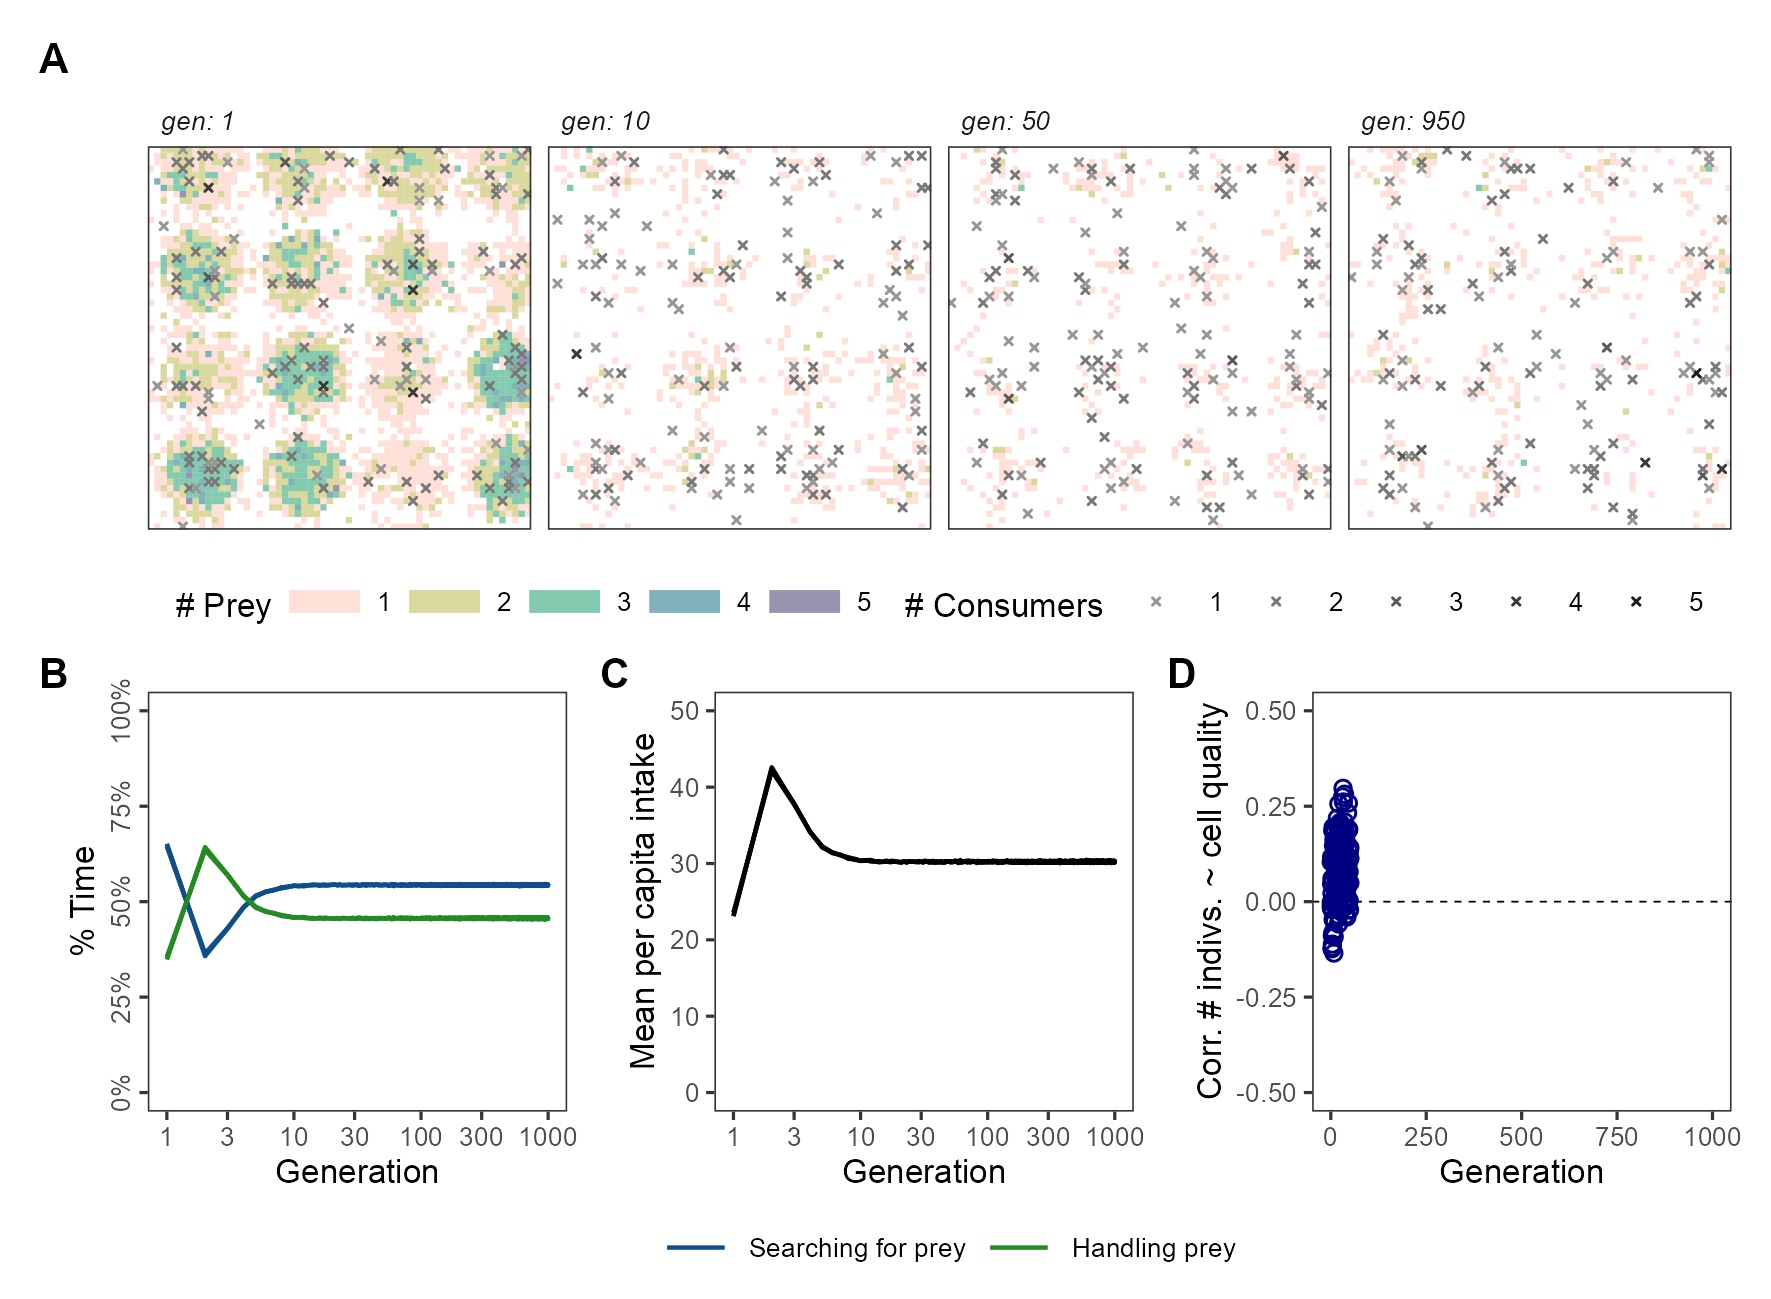 A
gen: 1 gen: 10 gen: 50 gen: 950
# Prey 1 2 3 4 5 # Consumers 1 2 3 4 5
B
% Time
100%
75%
50%
25%
0%
1 3 10 30 100 300 1000
Generation
C
Mean per capita intake
50
40
30
20
10
0
1 3 10 30 100 300 1000
Generation
D
Corr. # indivs. ~ cell quality
0.50
0.25
0.00
-0.25
-0.50
0 250 500 750 1000
Generation
Searching for prey Handling prey